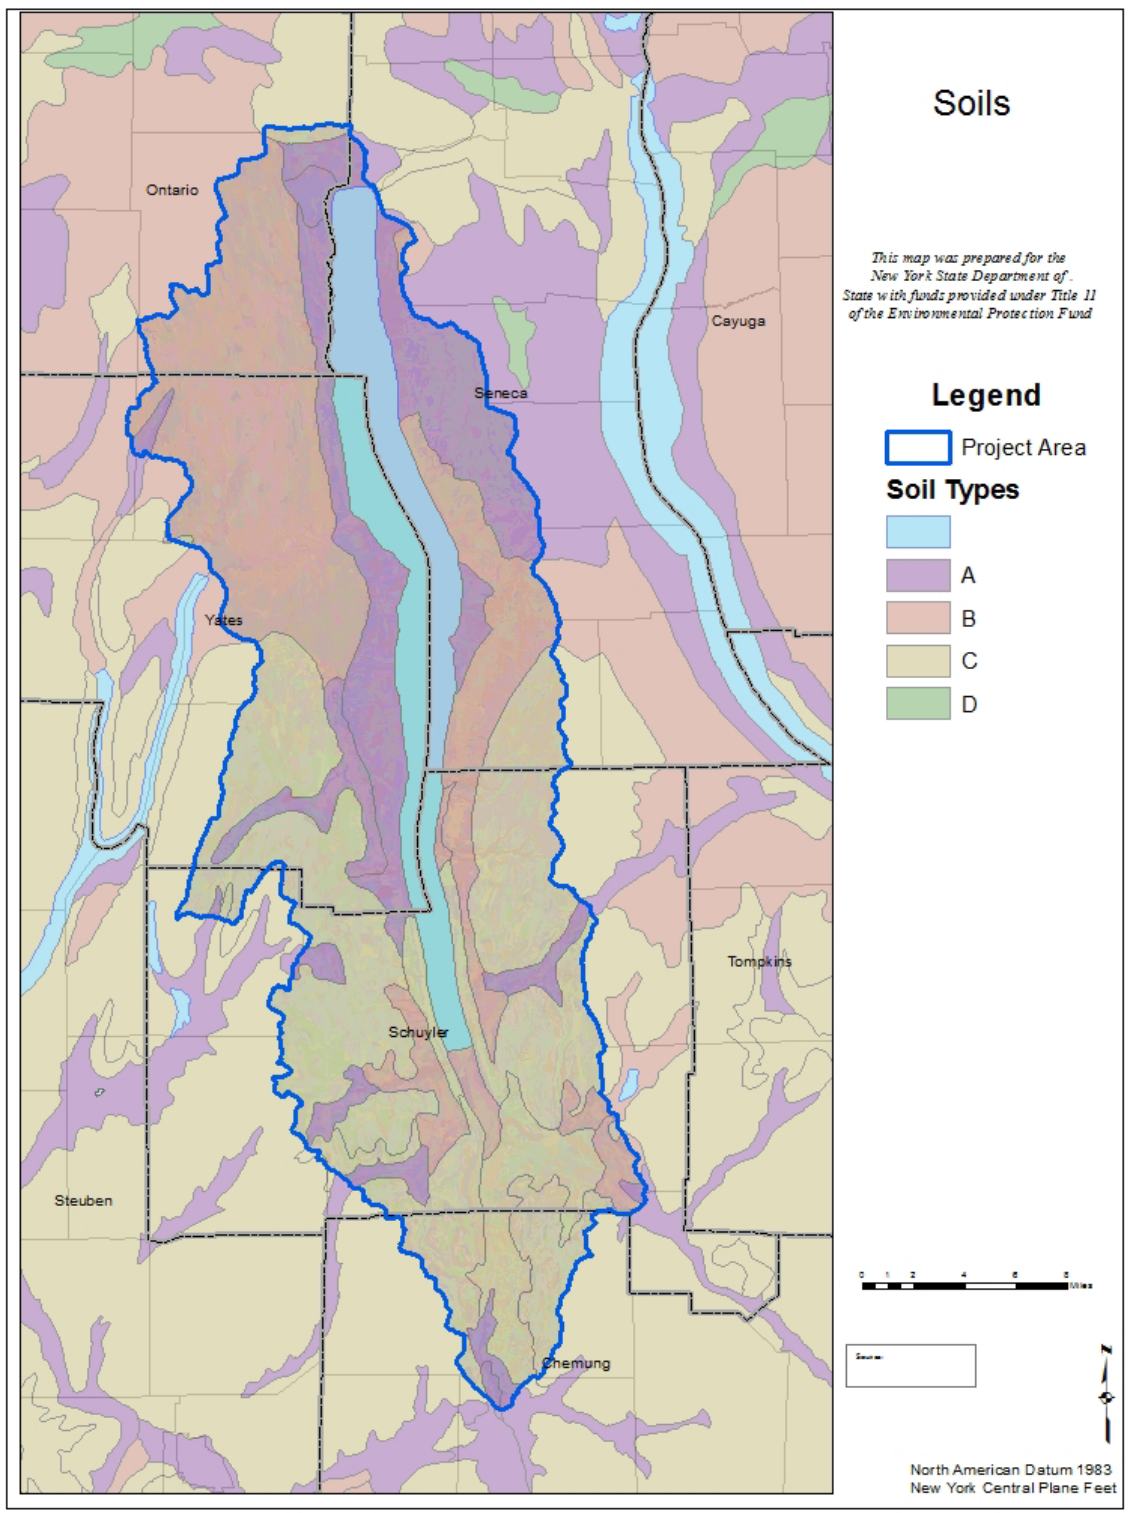 Soils
This map was prepared for the
New York State Department of .
State with funds provided under Title 11
of the Environmental Protection Fund
Legend
Project Area
Soil Types
A
B
C
D
Ontario
Cayuga
Seneca
Yates
Tompkins
Schuyler
Steuben
Chemung
0 1 2 4 6 8
Miles
Source:
N
North American Datum 1983
New York Central Plane Feet